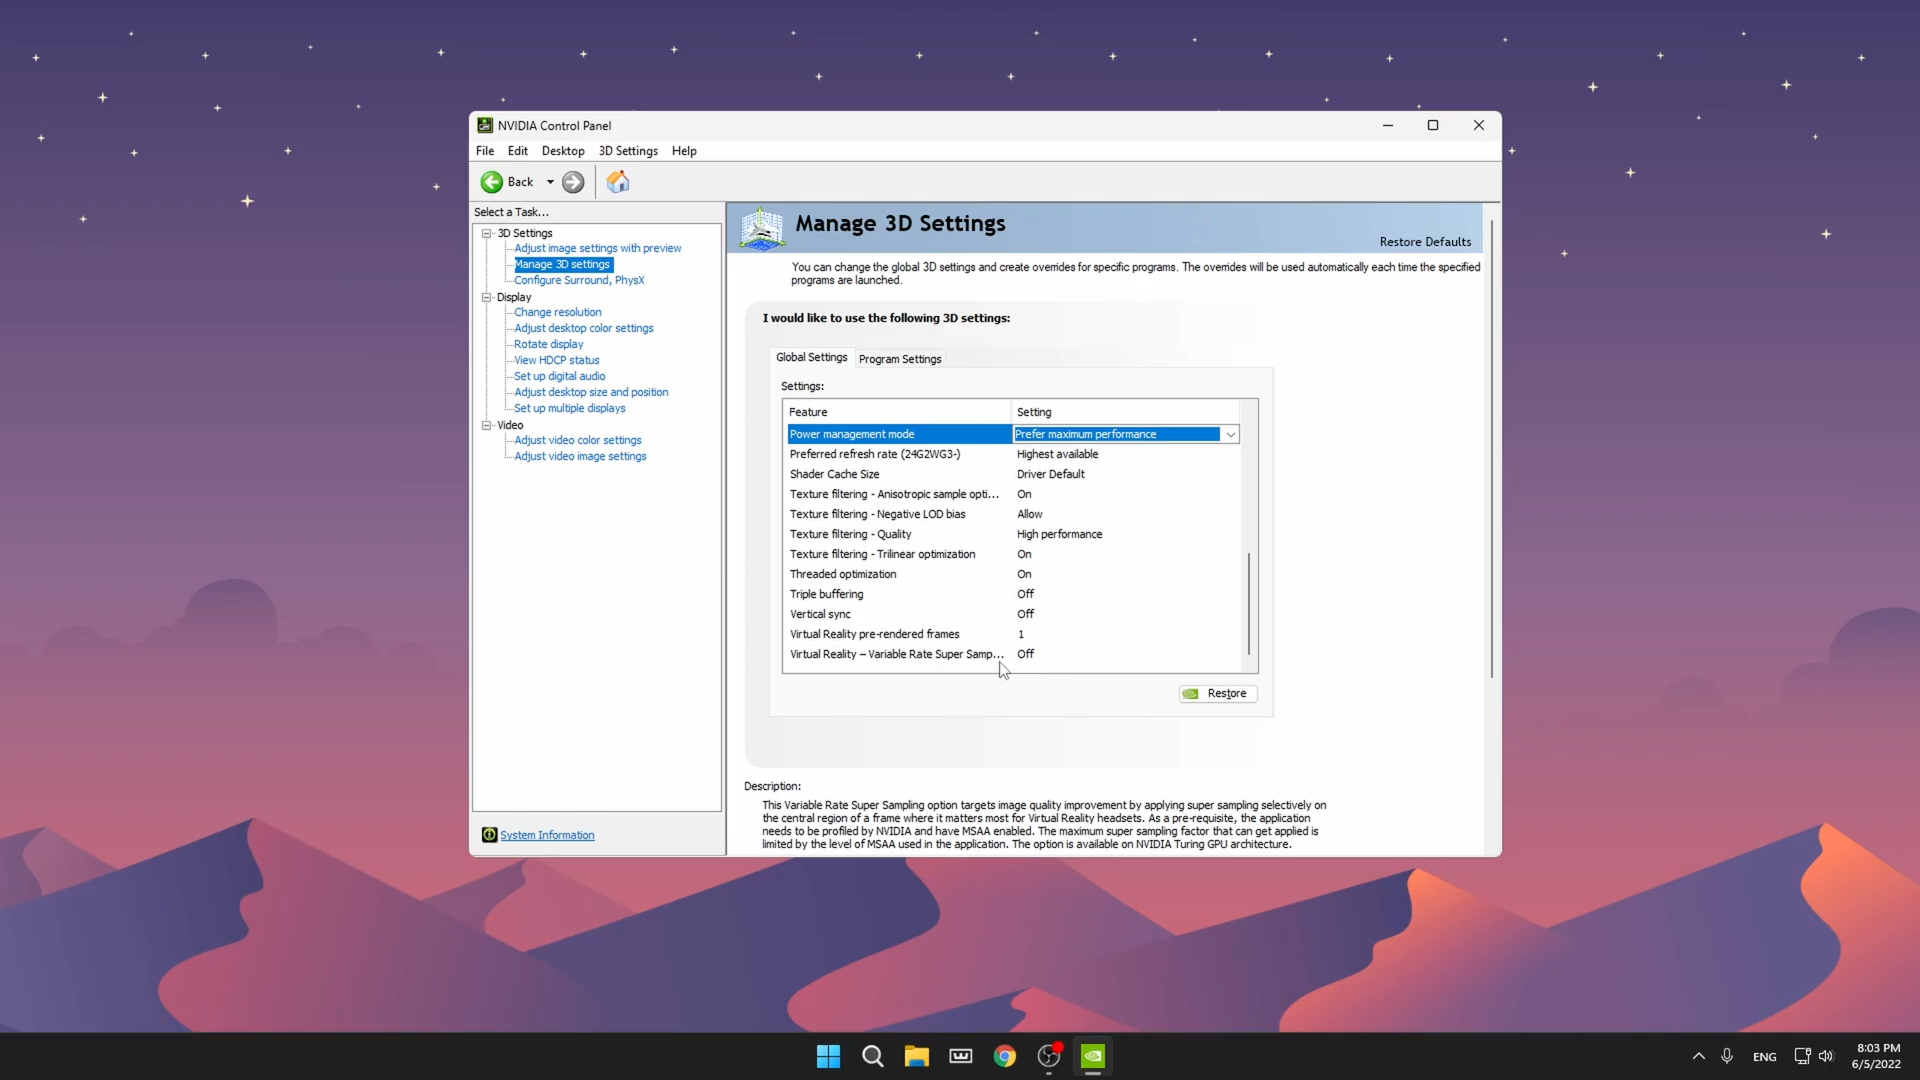 NVIDIA Control Panel
File Edit Desktop 3D Settings Help
Back
Select a Task...
3D Settings
Adjust image settings with preview
Manage 3D settings
Configure Surround, PhysX
Display
Change resolution
Adjust desktop color settings
Rotate display
View HDCP status
Set up digital audio
Adjust desktop size and position
Set up multiple displays
Video
Adjust video color settings
Adjust video image settings
System Information
Manage 3D Settings
Restore Defaults
You can change the global 3D settings and create overrides for specific programs. The overrides will be used automatically each time the specified
programs are launched.
I would like to use the following 3D settings:
Global Settings Program Settings
Settings:
Feature Setting
Power management mode Prefer maximum performance
Preferred refresh rate (24G2WG3-) Highest available
Shader Cache Size Driver Default
Texture filtering - Anisotropic sample opti... On
Texture filtering - Negative LOD bias Allow
Texture filtering - Quality High performance
Texture filtering - Trilinear optimization On
Threaded optimization On
Triple buffering Off
Vertical sync Off
Virtual Reality pre-rendered frames 1
Virtual Reality – Variable Rate Super Samp... Off
Restore
Description:
This Variable Rate Super Sampling option targets image quality improvement by applying super sampling selectively on
the central region of a frame where it matters most for Virtual Reality headsets. As a pre-requisite, the application
needs to be profiled by NVIDIA and have MSAA enabled. The maximum super sampling factor that can get applied is
limited by the level of MSAA used in the application. The option is available on NVIDIA Turing GPU architecture.
ENG
8:03 PM
6/5/2022